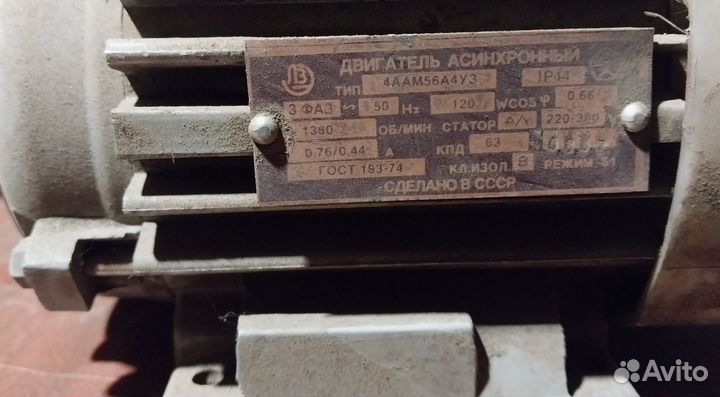 ДВИГАТЕЛЬ АСИНХРОННЫЙ
ТИП 4ААМ56А4У3 IP44
3 ФАЗ ~ 50 Hz 120 W COS φ 0.66
1380 ОБ/МИН СТАТОР Δ/Y 220/380
0,76/0,44 А КПД 63
ГОСТ 183-74 КЛ.ИЗОЛ. В РЕЖИМ S1
СДЕЛАНО В СССР
Avito